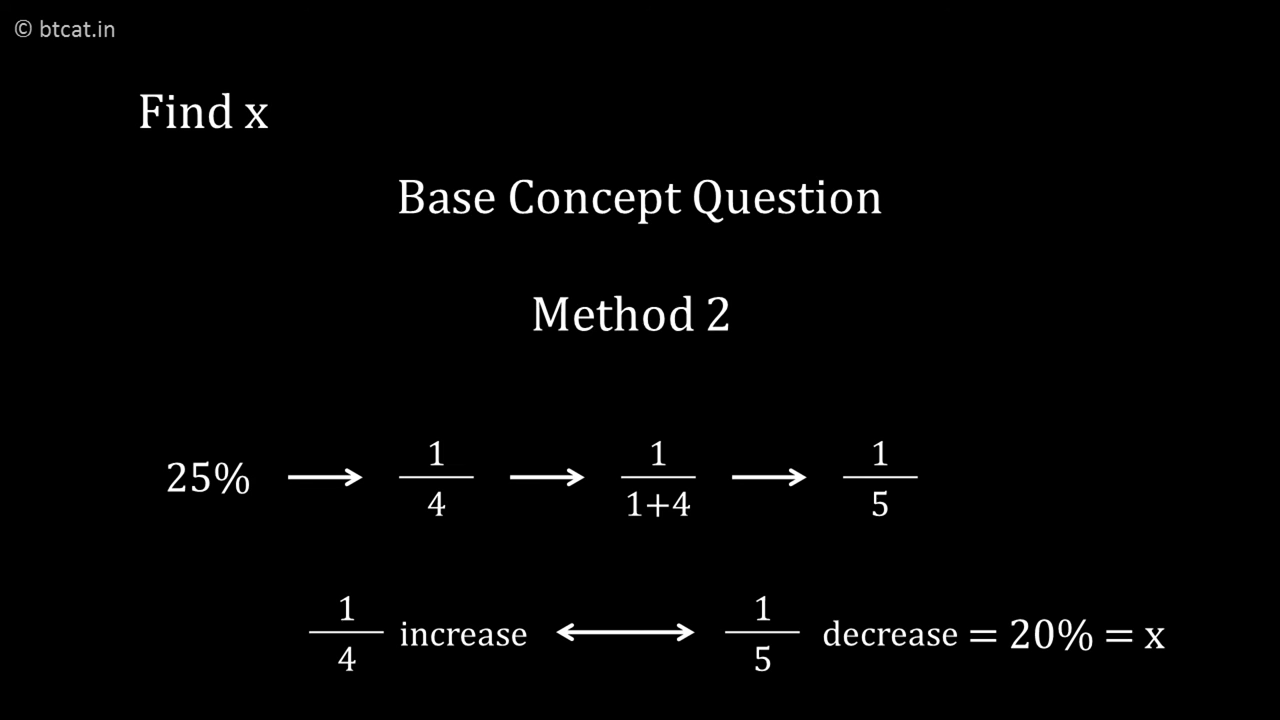 © btcat.in
Find x
Base Concept Question
Method 2
25% → 1/4 → 1/1+4 → 1/5
1/4 increase ↔ 1/5 decrease = 20% = x